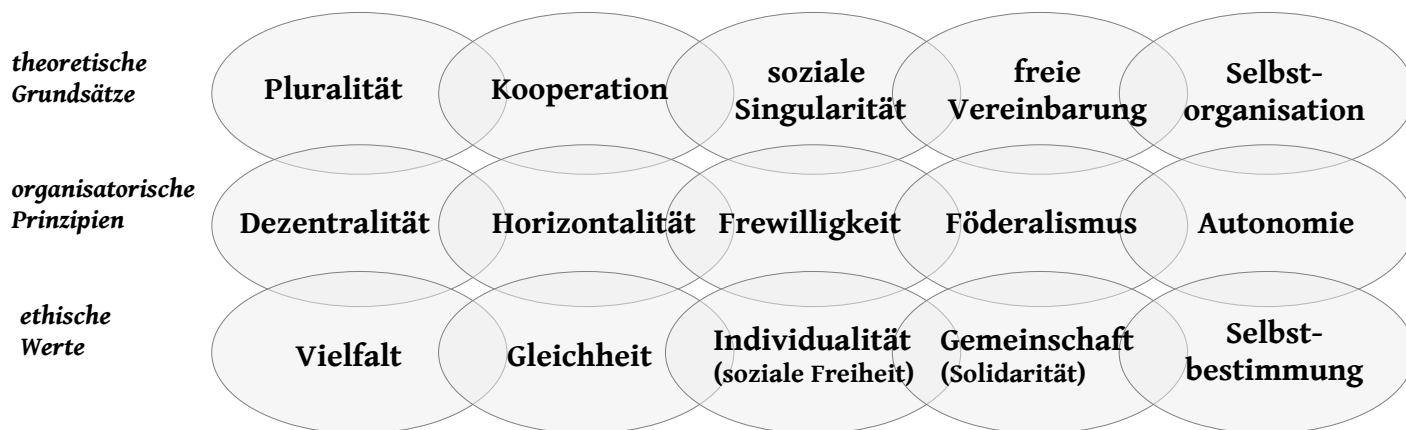 theoretische
Grundsätze
Pluralität
Kooperation
soziale
Singularität
freie
Vereinbarung
Selbst-
organisation
organisatorische
Prinzipien
Dezentralität
Horizontalität
Frewilligkeit
Föderalismus
Autonomie
ethische
Werte
Vielfalt
Gleichheit
Individualität
(soziale Freiheit)
Gemeinschaft
(Solidarität)
Selbst-
bestimmung